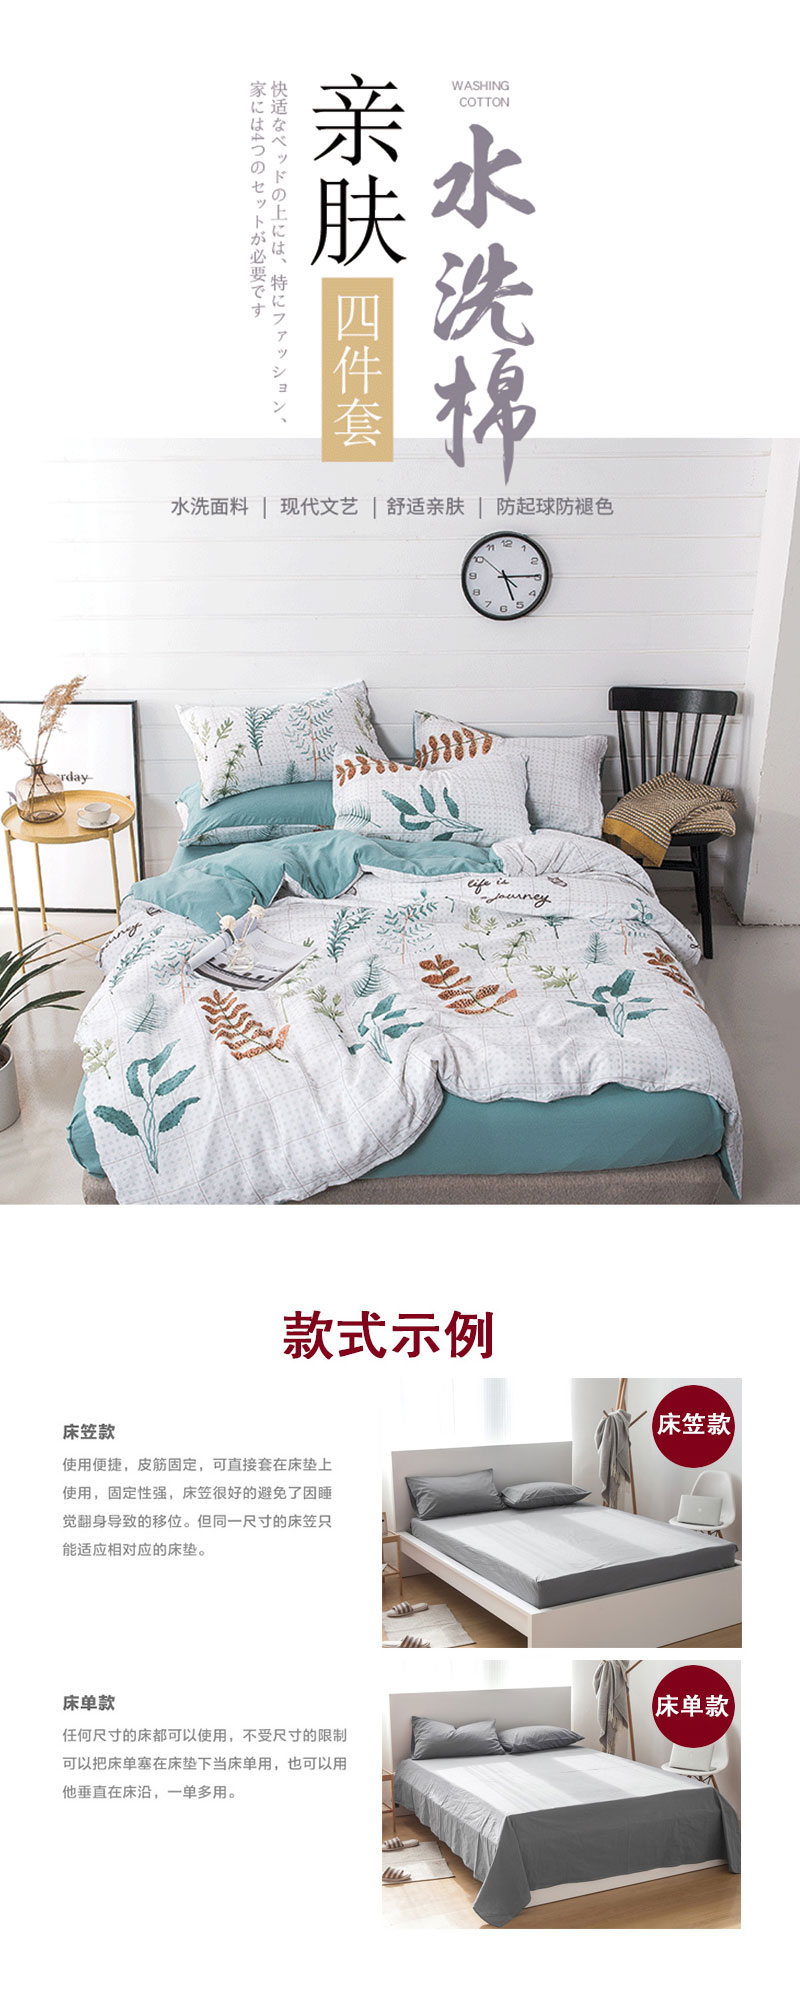 WASHING
COTTON
水洗棉
亲肤
四件套
快适なベッドの上には、特にファッション、
家には4つのセットが必要です
水洗面料 | 现代文艺 | 舒适亲肤 | 防起球防褪色
life is
journey
款式示例
床笠款
使用便捷，皮筋固定，可直接套在床垫上
使用，固定性强，床笠很好的避免了因睡
觉翻身导致的移位。但同一尺寸的床笠只
能适应相对应的床垫。
床笠款
床单款
任何尺寸的床都可以使用，不受尺寸的限制
可以把床单塞在床垫下当床单用，也可以用
他垂直在床沿，一单多用。
床单款